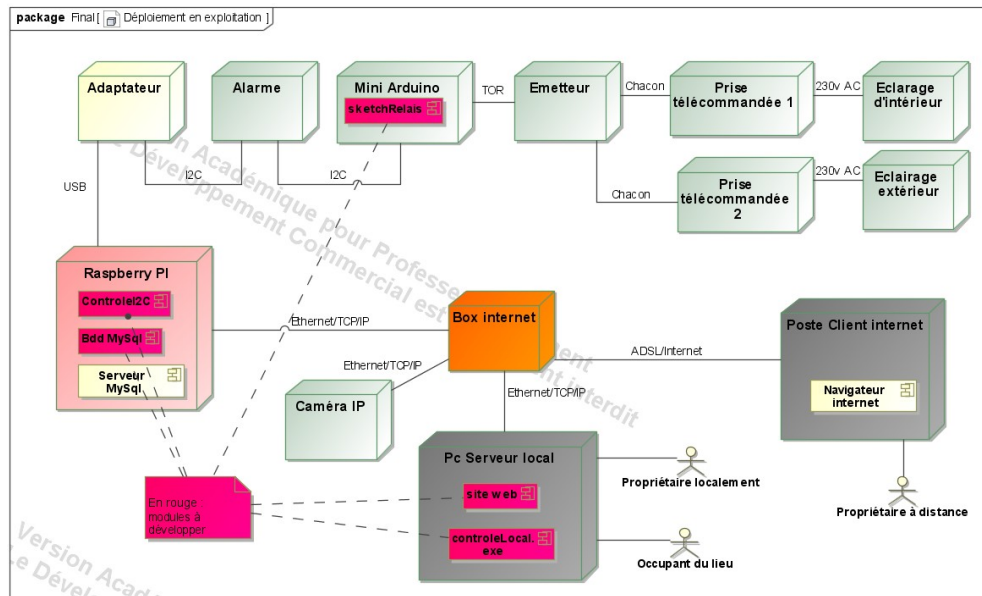 package Final[ Déploiement en exploitation ]
Adaptateur
Alarme
Mini Arduino
sketchRelais
TOR
Emetteur
Chacon
Prise
télécommandée 1
230v AC
Eclarage
d'intérieur
I2C
I2C
USB
Chacon
Prise
télécommandée
2
230v AC
Eclairage
extérieur
Raspberry PI
ControleI2C
Bdd MySql
Serveur
MySql
Ethernet/TCP/IP
Box internet
ADSL/Internet
Poste Client internet
Navigateur
internet
Ethernet/TCP/IP
Caméra IP
Ethernet/TCP/IP
Pc Serveur local
site web
controleLocal.
exe
Propriétaire localement
Occupant du lieu
Propriétaire à distance
En rouge :
modules à
développer
Version Académique pour Professe
Le Développement Commercial est
ment
ent interdit
Version Acad
Le Dével